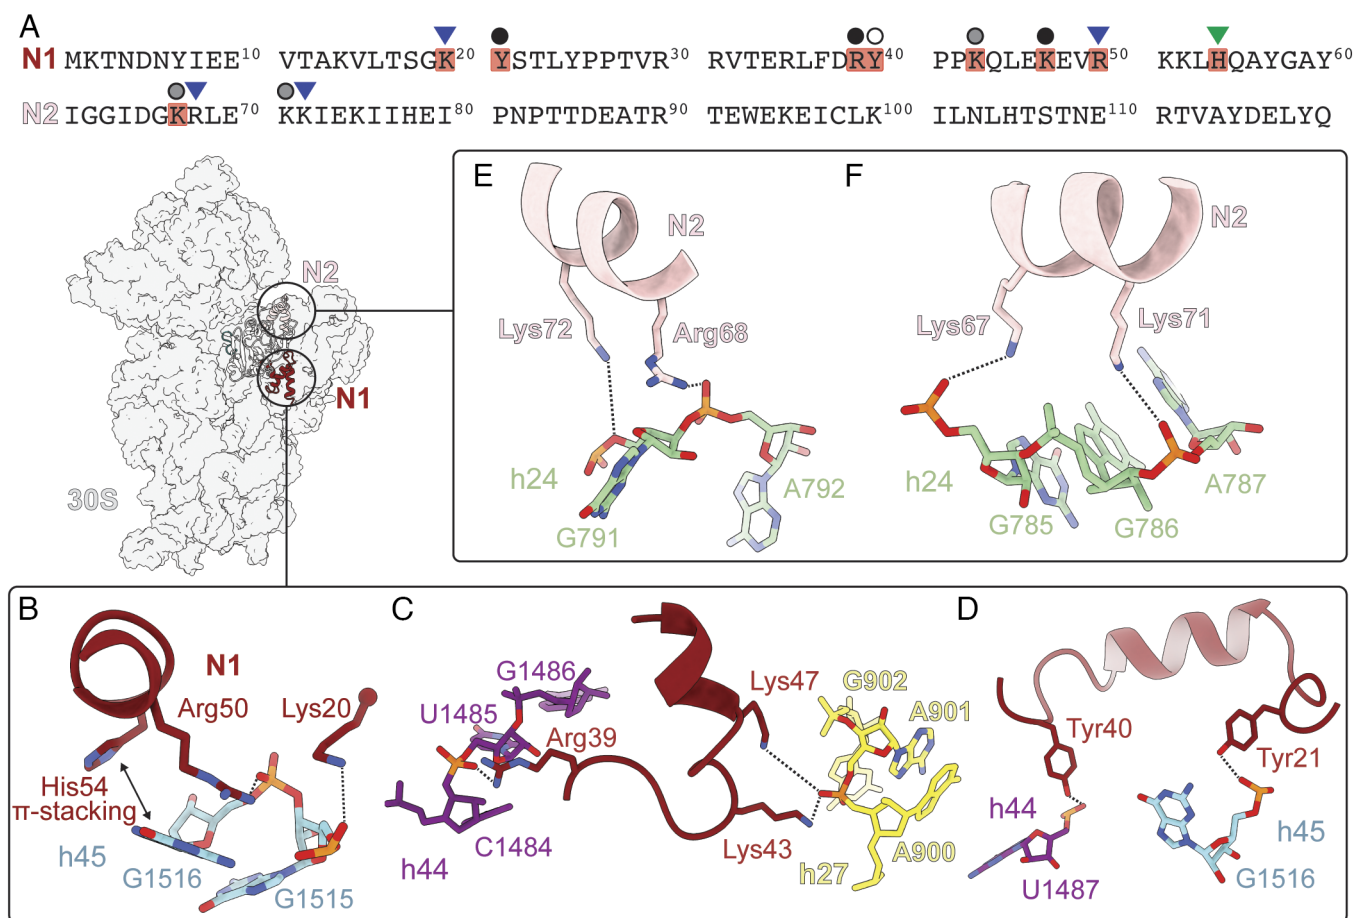 A
N1 MKTNDNYIEE10 VTAKVLTSGK20 YSTLYPPTVR30 RVTERLFDRY40 PPKQLEKEVR50 KKLHQAYGAY60
N2 IGGIDGKRLE70 KKIEKIIHEI80 PNPTTDEATR90 TEWEKEICLK100 ILNLHTSTNE110 RTVAYDELYQ
N2
N1
30S
E
N2
Lys72
Arg68
h24
G791
A792
F
N2
Lys67
Lys71
h24
G785
G786
A787
B
N1
Arg50
Lys20
His54
π-stacking
h45
G1516
G1515
C
G1486
U1485
Arg39
C1484
h44
Lys47
G902
A901
Lys43
A900
h27
D
Tyr40
Tyr21
h44
h45
U1487
G1516